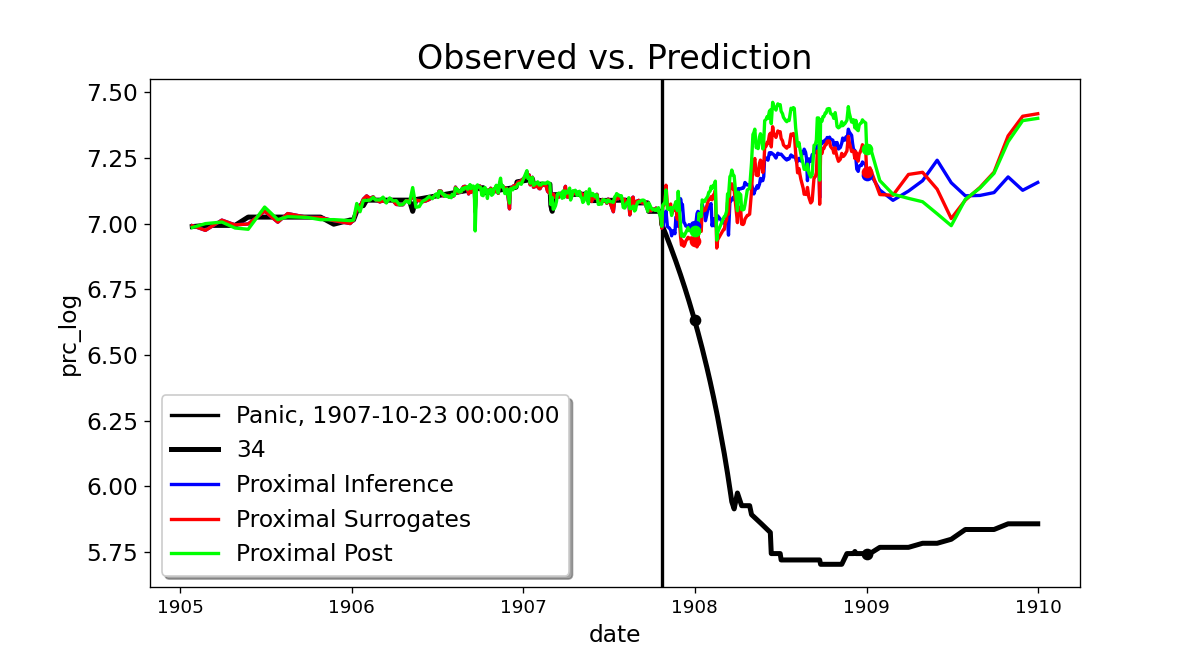 Observed vs. Prediction
prc_log
7.50
7.25
7.00
6.75
6.50
6.25
6.00
5.75
Panic, 1907-10-23 00:00:00
34
Proximal Inference
Proximal Surrogates
Proximal Post
1905 1906 1907 1908 1909 1910
date